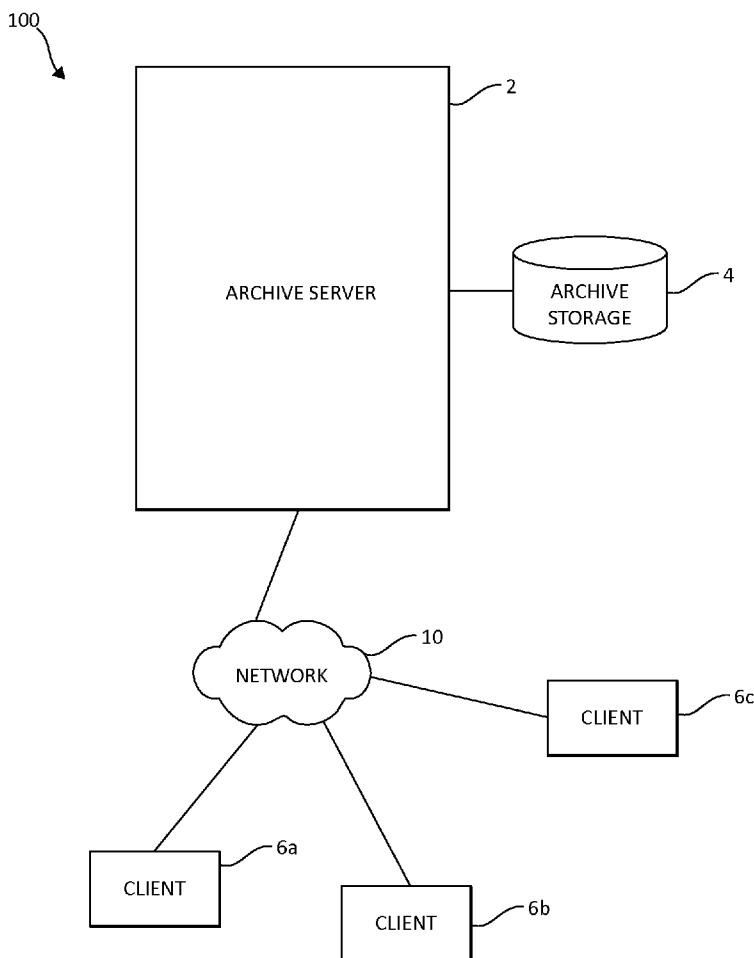 100
2
ARCHIVE SERVER
ARCHIVE
STORAGE
4
10
NETWORK
CLIENT
6c
CLIENT
6a
CLIENT
6b